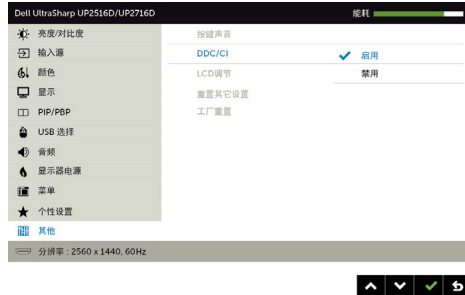 Dell UltraSharp UP2516D/UP2716D
能耗
亮度/对比度
按键声音
输入源
DDC/CI
启用
颜色
LCD调节
禁用
显示
重置其它设置
PIP/PBP
工厂重置
USB 选择
音频
显示器电源
菜单
个性设置
其他
分辨率 : 2560 x 1440, 60Hz